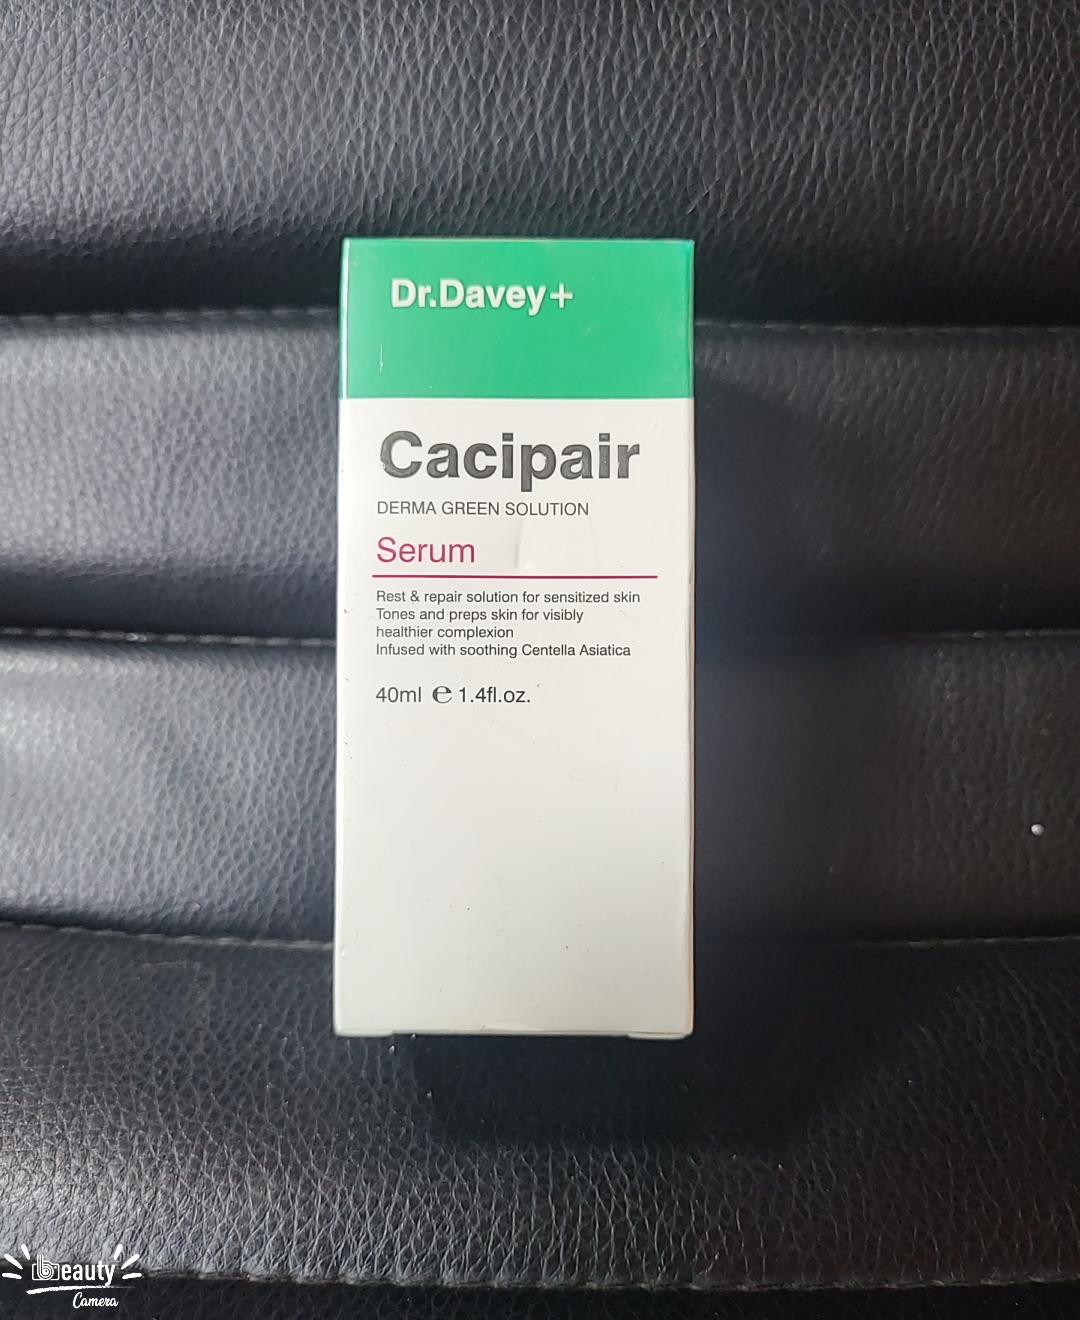 Dr.Davey+
Cacipair
DERMA GREEN SOLUTION
Serum
Rest & repair solution for sensitized skin
Tones and preps skin for visibly
healthier complexion
Infused with soothing Centella Asiatica
40ml ℮ 1.4fl.oz.
beauty
Camera